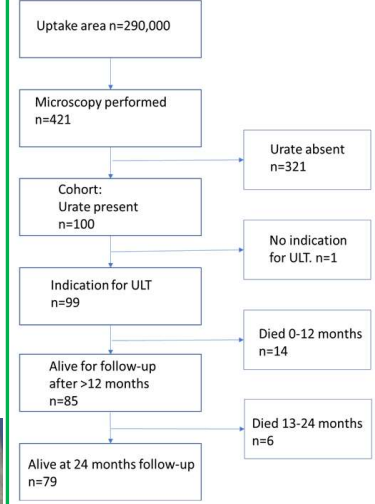 Uptake area n=290,000
Microscopy performed
n=421
Urate absent
n=321
Cohort:
Urate present
n=100
No indication
for ULT. n=1
Indication for ULT
n=99
Died 0-12 months
n=14
Alive for follow-up
after >12 months
n=85
Died 13-24 months
n=6
Alive at 24 months follow-up
n=79